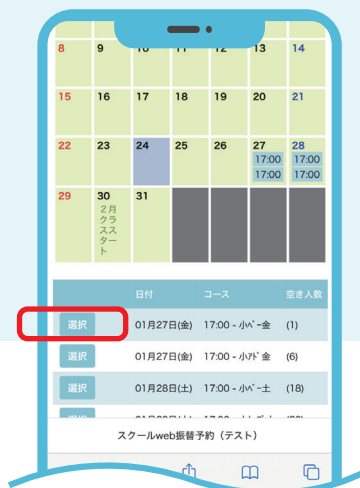 8 9 10 11 12 13 14
15 16 17 18 19 20 21
22 23 24 25 26 27 28
17:00 17:00
17:00 17:00
29 30 31
2月
クラ
スス
ター
ト
日付 コース 空き人数
選択 01月27日(金) 17:00 - 小ﾍﾞｰ金 (1)
選択 01月27日(金) 17:00 - 小ｱﾄﾞ金 (6)
選択 01月28日(土) 17:00 - 小ﾍﾞｰ土 (18)
選択
スクールweb振替予約（テスト）